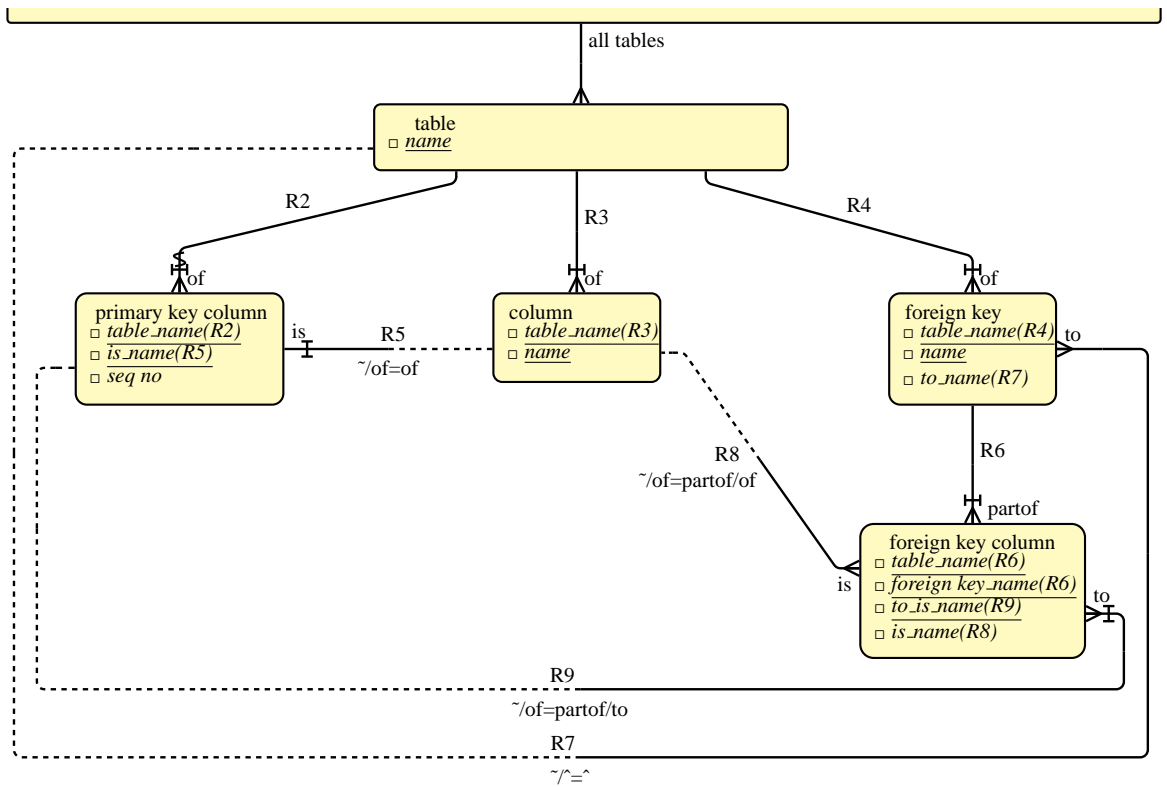 all tables
table
name
R2
R3
R4
of
of
of
primary key column
table_name(R2)
is_name(R5)
seq no
is
R5
~/of=of
column
table_name(R3)
name
foreign key
table_name(R4)
name
to_name(R7)
to
R8
~/of=partof/of
R6
partof
is
foreign key column
table_name(R6)
foreign key_name(R6)
to_is_name(R9)
is_name(R8)
to
R9
~/of=partof/to
R7
~/^=^